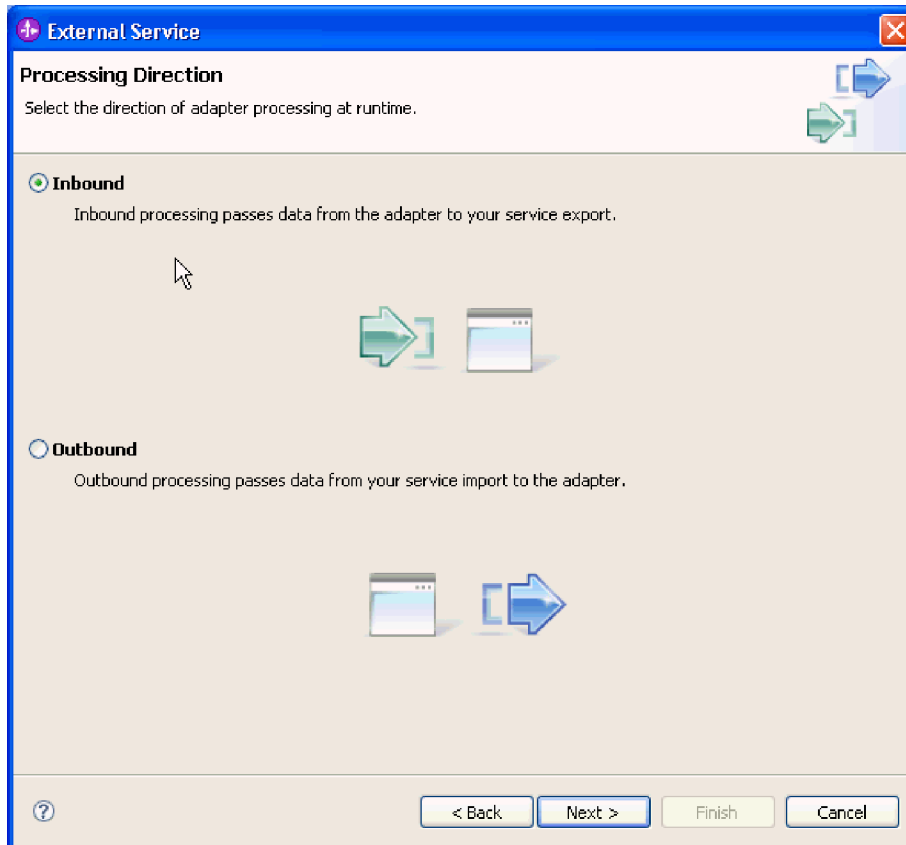 External Service
Processing Direction
Select the direction of adapter processing at runtime.
Inbound
Inbound processing passes data from the adapter to your service export.
Outbound
Outbound processing passes data from your service import to the adapter.
?
< Back Next > Finish Cancel